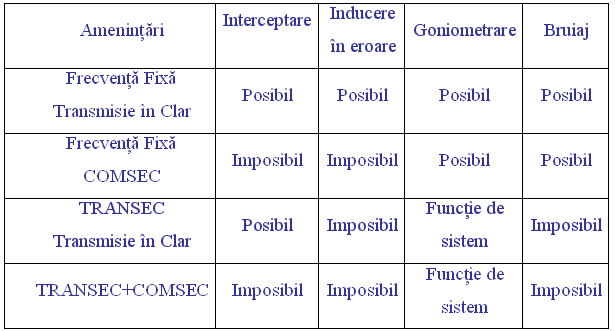 Amenințări Interceptare Inducere în eroare Goniometrare Bruiaj
Frecvență Fixă
Transmisie în Clar Posibil Posibil Posibil Posibil
Frecvență Fixă
COMSEC Imposibil Imposibil Posibil Posibil
TRANSEC
Transmisie în Clar Posibil Imposibil Funcție de sistem Imposibil
TRANSEC+COMSEC Imposibil Imposibil Funcție de sistem Imposibil